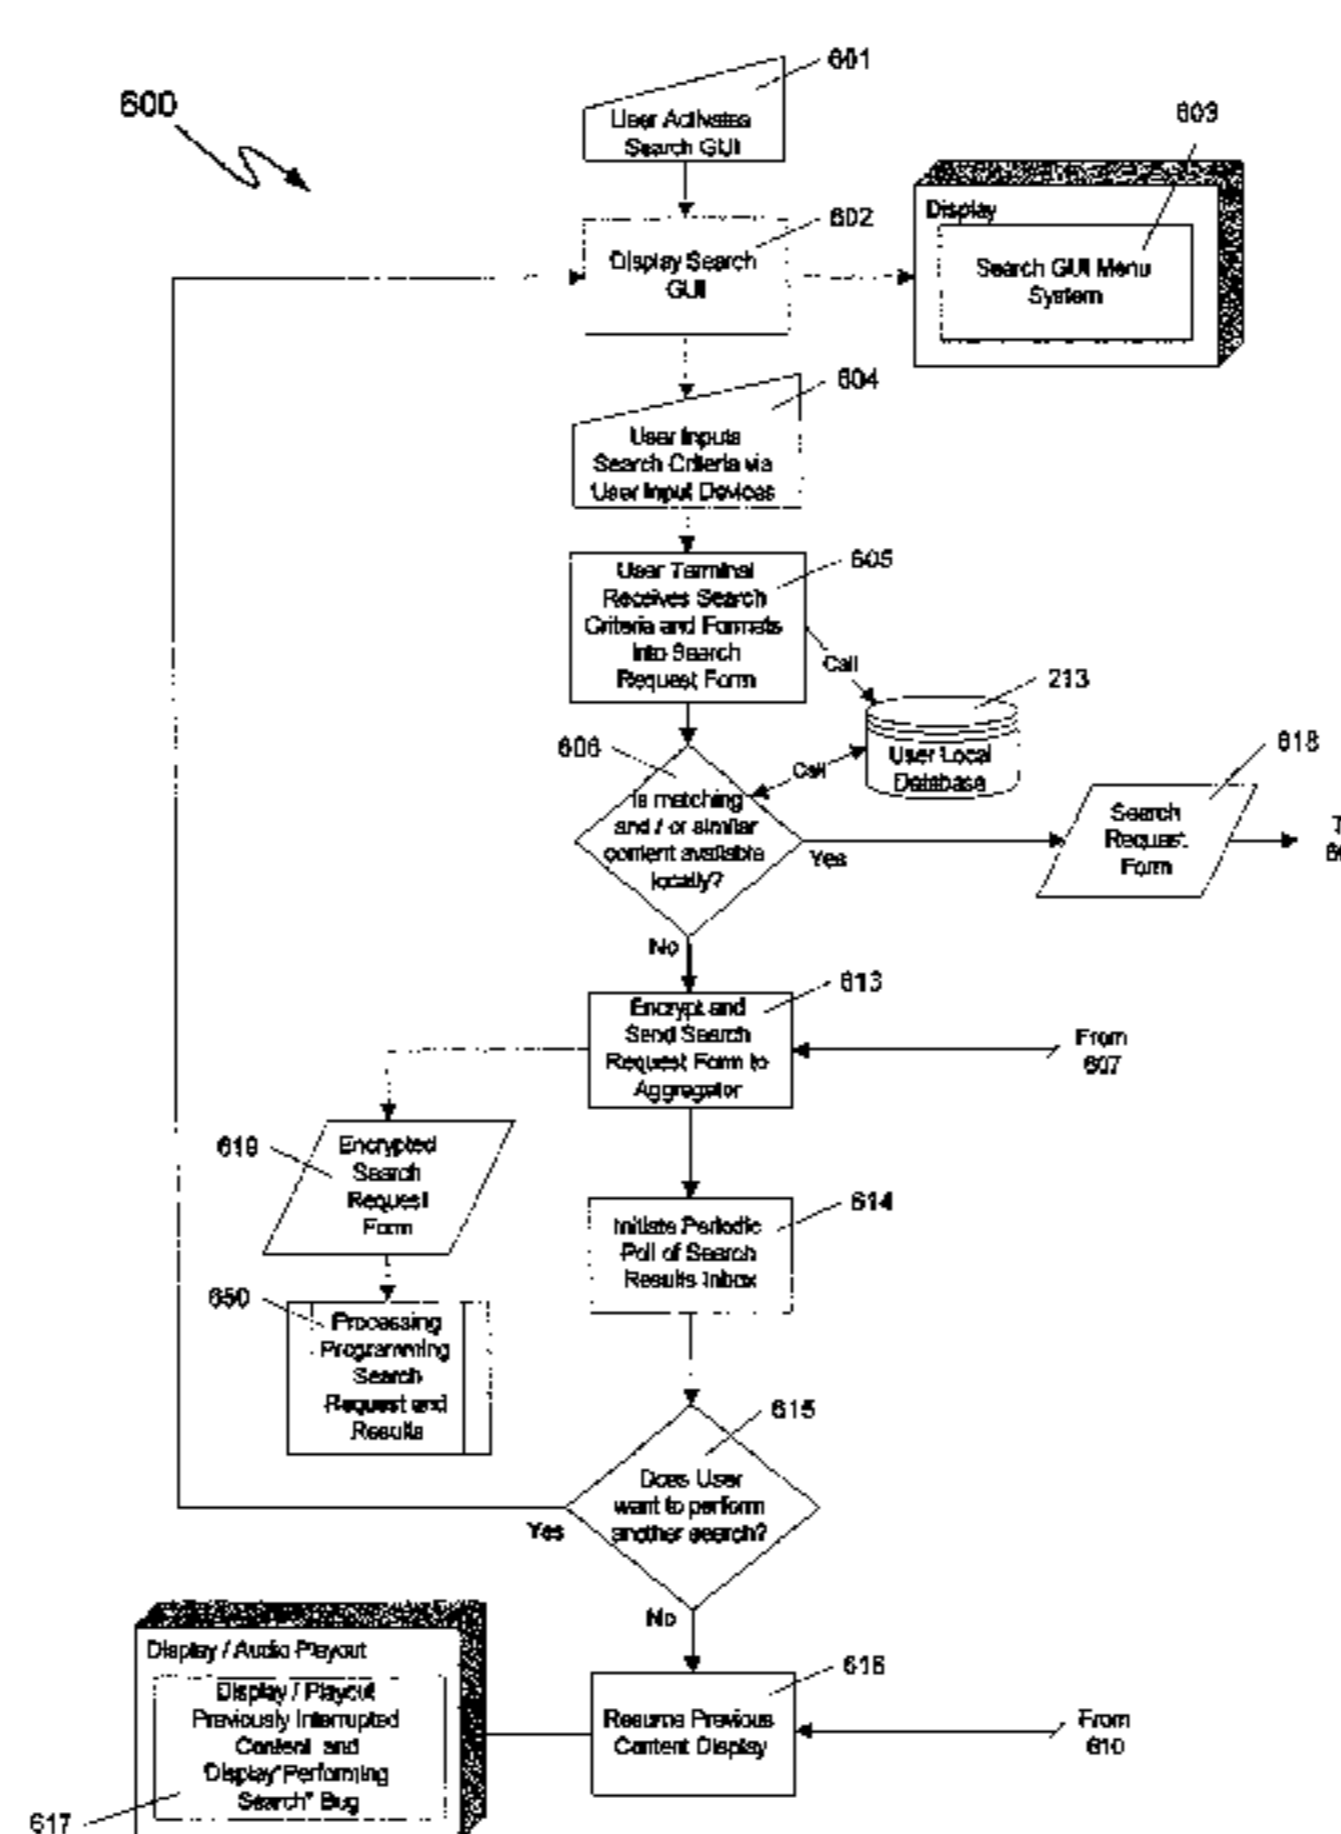 600
601
User Activates
Search GUI
603
602
Display Search
GUI
Display
Search GUI Menu
System
604
User Inputs
Search Criteria via
User Input Devices
605
User Terminal
Receives Search
Criteria and Formats
Into Search
Request Form
Call
213
User Local
Database
606
Call
Is matching
and / or similar
content available
locally?
Yes
618
Search
Request
Form
No
613
Encrypt and
Send Search
Request Form to
Aggregator
From
607
619
Encrypted
Search
Request
Form
614
Initiate Periodic
Poll of Search
Results Inbox
650
Processing
Programming
Search
Request and
Results
615
Does User
want to perform
another search?
Yes
No
Display / Audio Playout
Display / Playout
Previously Interrupted
Content and
Display "Performing
Search" Bug
617
616
Resume Previous
Content Display
From
610